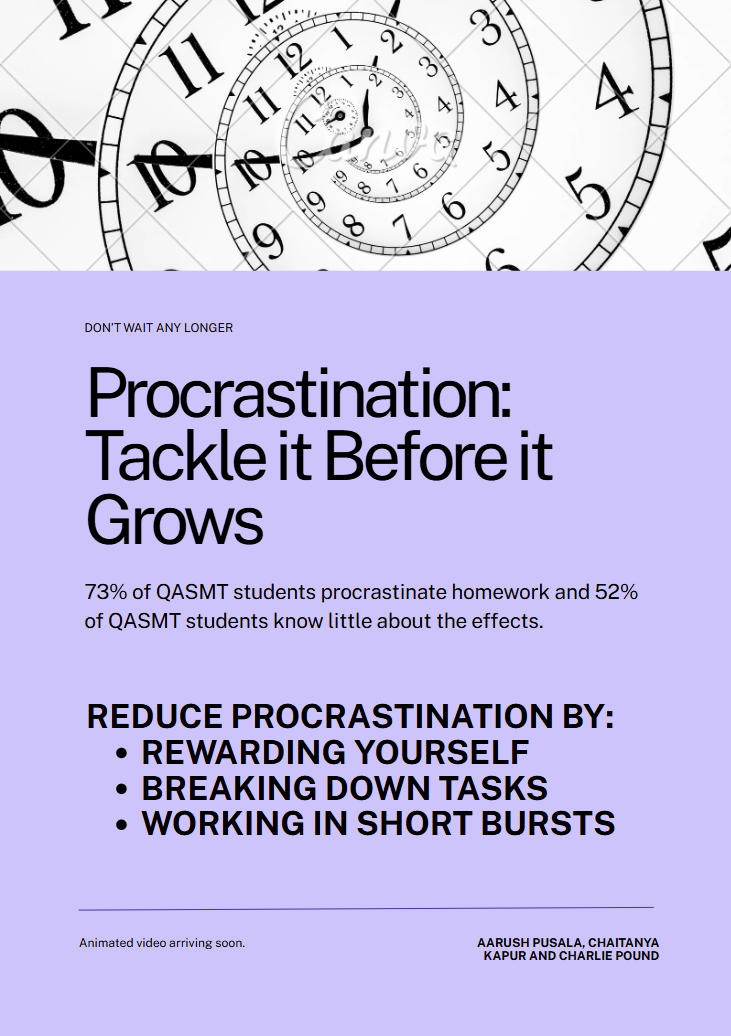 DON'T WAIT ANY LONGER
Procrastination:
Tackle it Before it
Grows
73% of QASMT students procrastinate homework and 52%
of QASMT students know little about the effects.
REDUCE PROCRASTINATION BY:
• REWARDING YOURSELF
• BREAKING DOWN TASKS
• WORKING IN SHORT BURSTS
Animated video arriving soon.
AARUSH PUSALA, CHAITANYA
KAPUR AND CHARLIE POUND